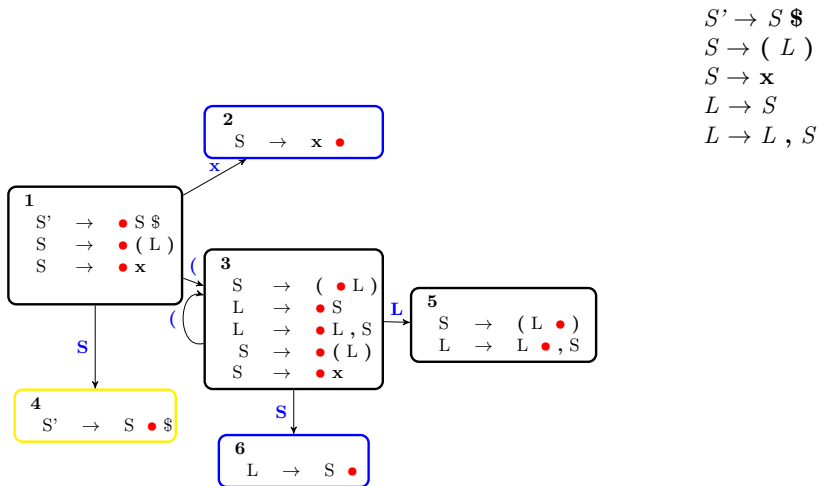 S' → S $
S → ( L )
S → x
L → S
L → L , S
2
S → x ●
x
1
S' → ● S $
S → ● ( L )
S → ● x
(
3
S → ( ● L )
L → ● S
L → ● L , S
S → ● ( L )
S → ● x
(
L
5
S → ( L ● )
L → L ● , S
S
4
S' → S ● $
S
6
L → S ●